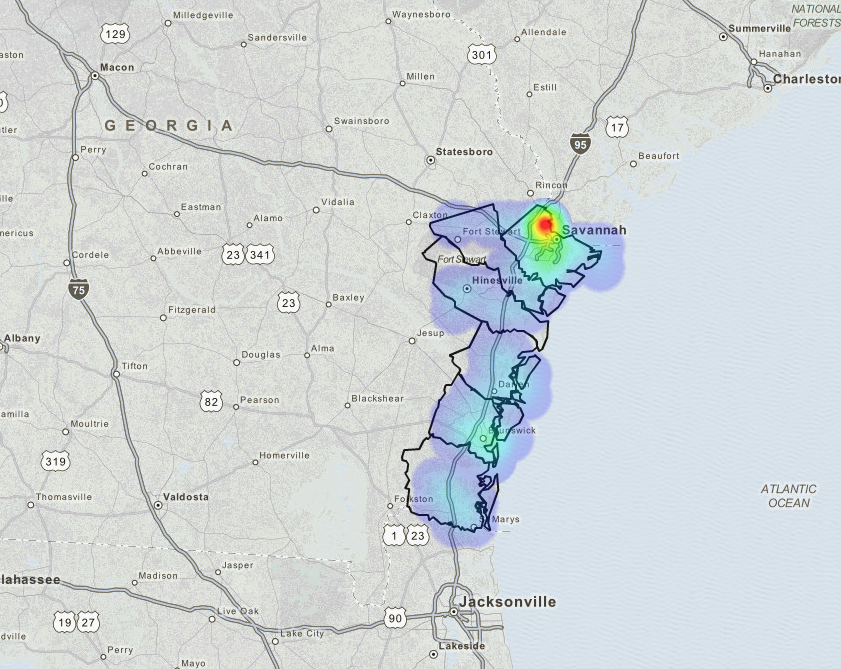 Waynesboro
NATIONAL
FORESTS
Milledgeville
129
Sandersville
Allendale
Summerville
301
Hanahan
Macon
Millen
Charleston
Estill
GEORGIA
Swainsboro
17
95
Perry
Statesboro
Beaufort
Cochran
Rincon
Eastman
Vidalia
Claxton
Alamo
Fort Stewart
Savannah
Cordele
Abbeville
23
341
Fort Stewart
Hinesville
75
23
Baxley
Fitzgerald
Jesup
Albany
Douglas
Alma
Tifton
Darien
82
Pearson
Blackshear
Moultrie
Brunswick
319
Homerville
Thomasville
Valdosta
Folkston
ATLANTIC
OCEAN
St Marys
1
23
Jasper
Madison
Jacksonville
19
27
Live Oak
90
Lake City
Perry
Lakeside
Mayo